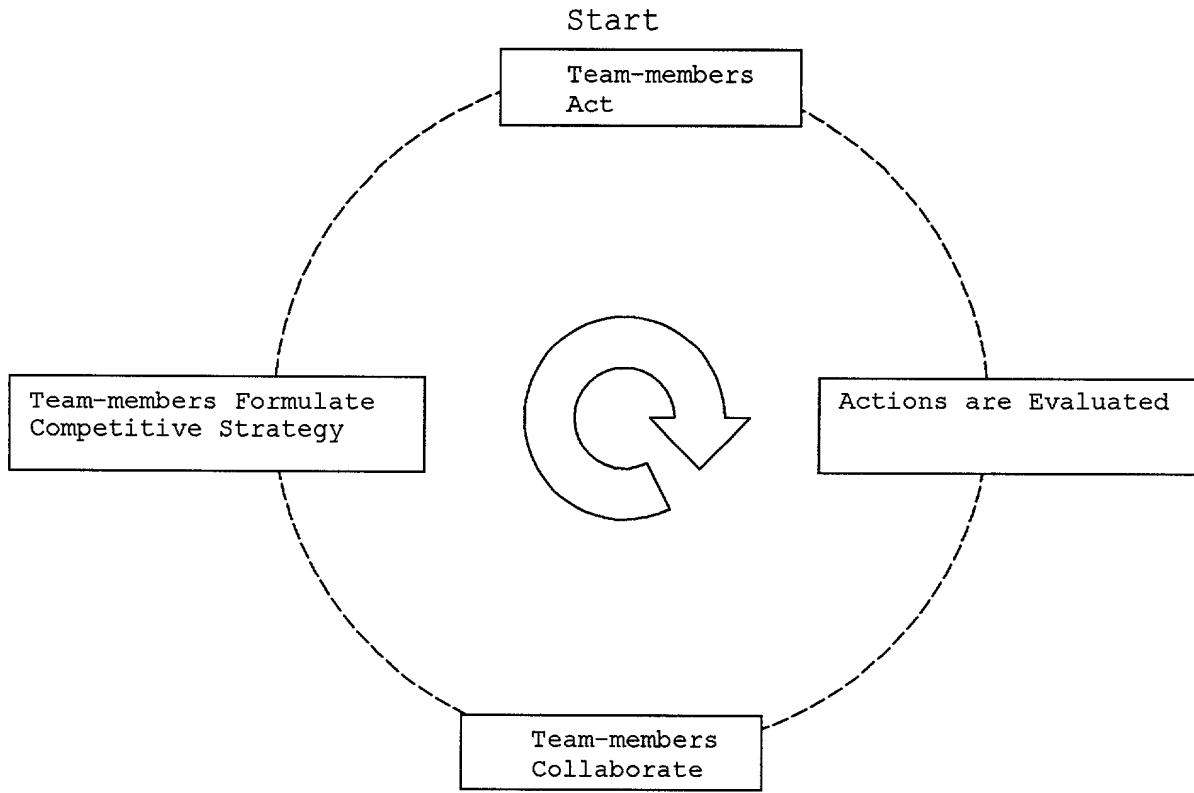 Start
Team-members
Act
Team-members Formulate
Competitive Strategy
Actions are Evaluated
Team-members
Collaborate